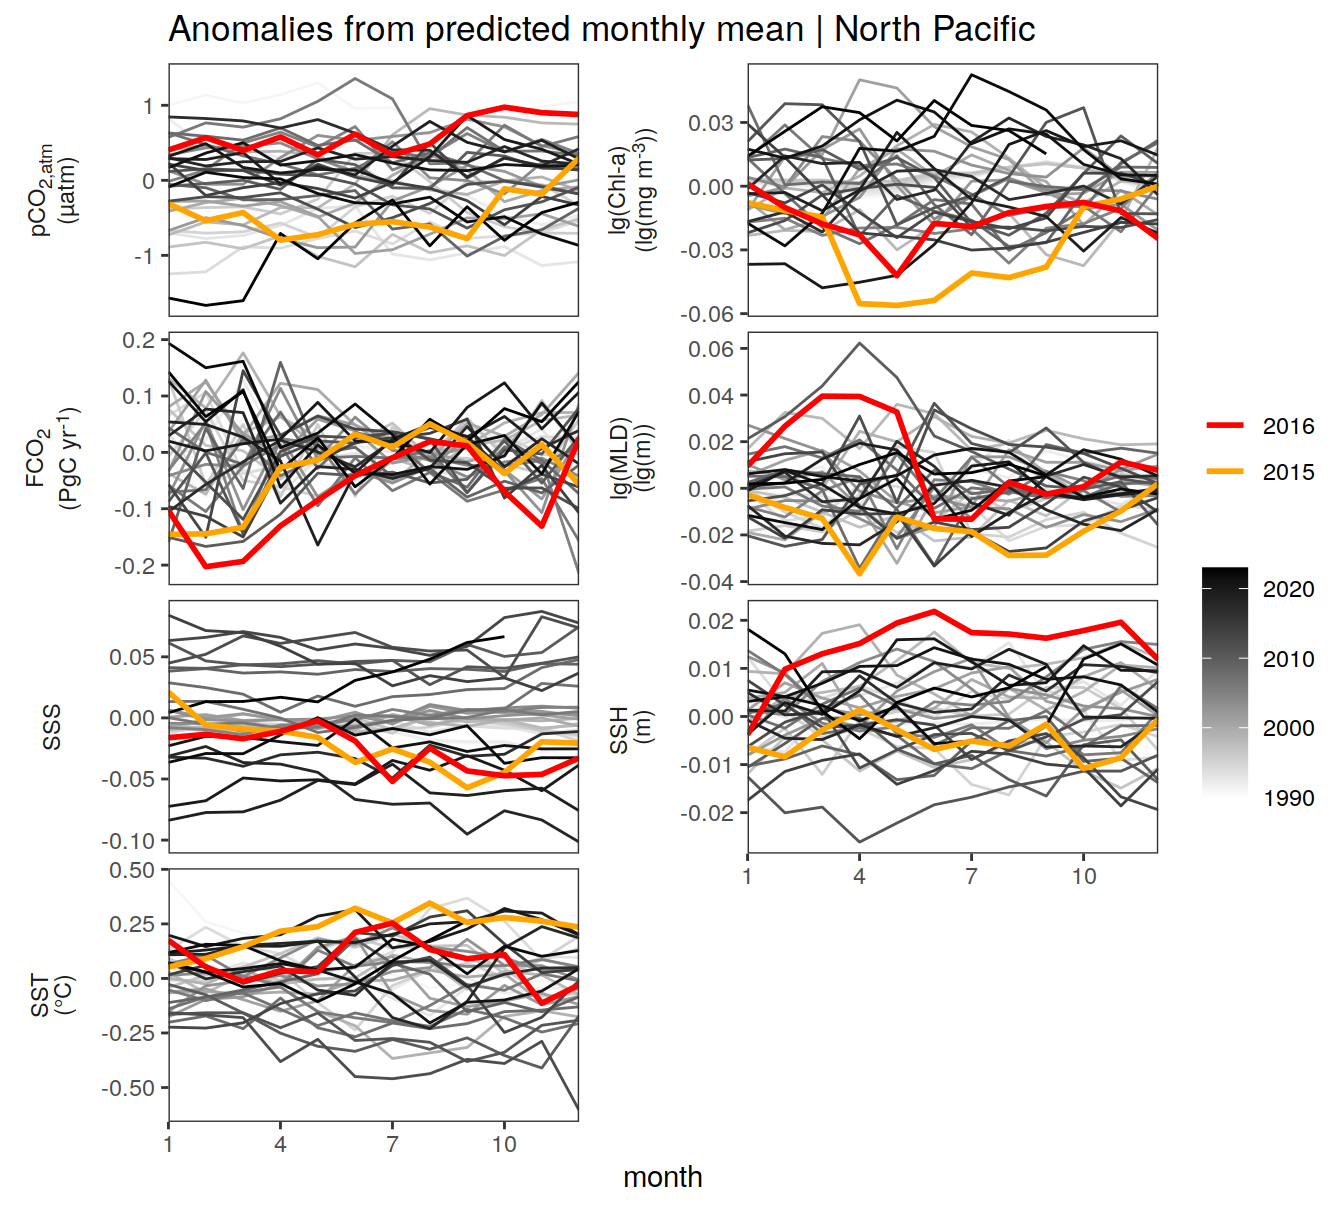 Anomalies from predicted monthly mean | North Pacific
pCO2,atm
(µatm)
1
0
-1
lg(Chl-a)
(lg(mg m-3))
0.03
0.00
-0.03
-0.06
FCO2
(PgC yr-1)
0.2
0.1
0.0
-0.1
-0.2
lg(MLD)
(lg(m))
0.06
0.04
0.02
0.00
-0.02
-0.04
SSS
0.05
0.00
-0.05
-0.10
SSH
(m)
0.02
0.01
0.00
-0.01
-0.02
1 4 7 10
SST
(°C)
0.50
0.25
0.00
-0.25
-0.50
1 4 7 10
month
2016
2015
2020
2010
2000
1990